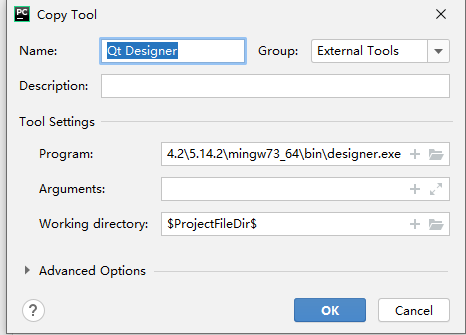 PC
Copy Tool
Name: Qt Designer Group: External Tools
Description:
Tool Settings
Program: 4.2\5.14.2\mingw73_64\bin\designer.exe
Arguments:
Working directory: $ProjectFileDir$
Advanced Options
? OK Cancel